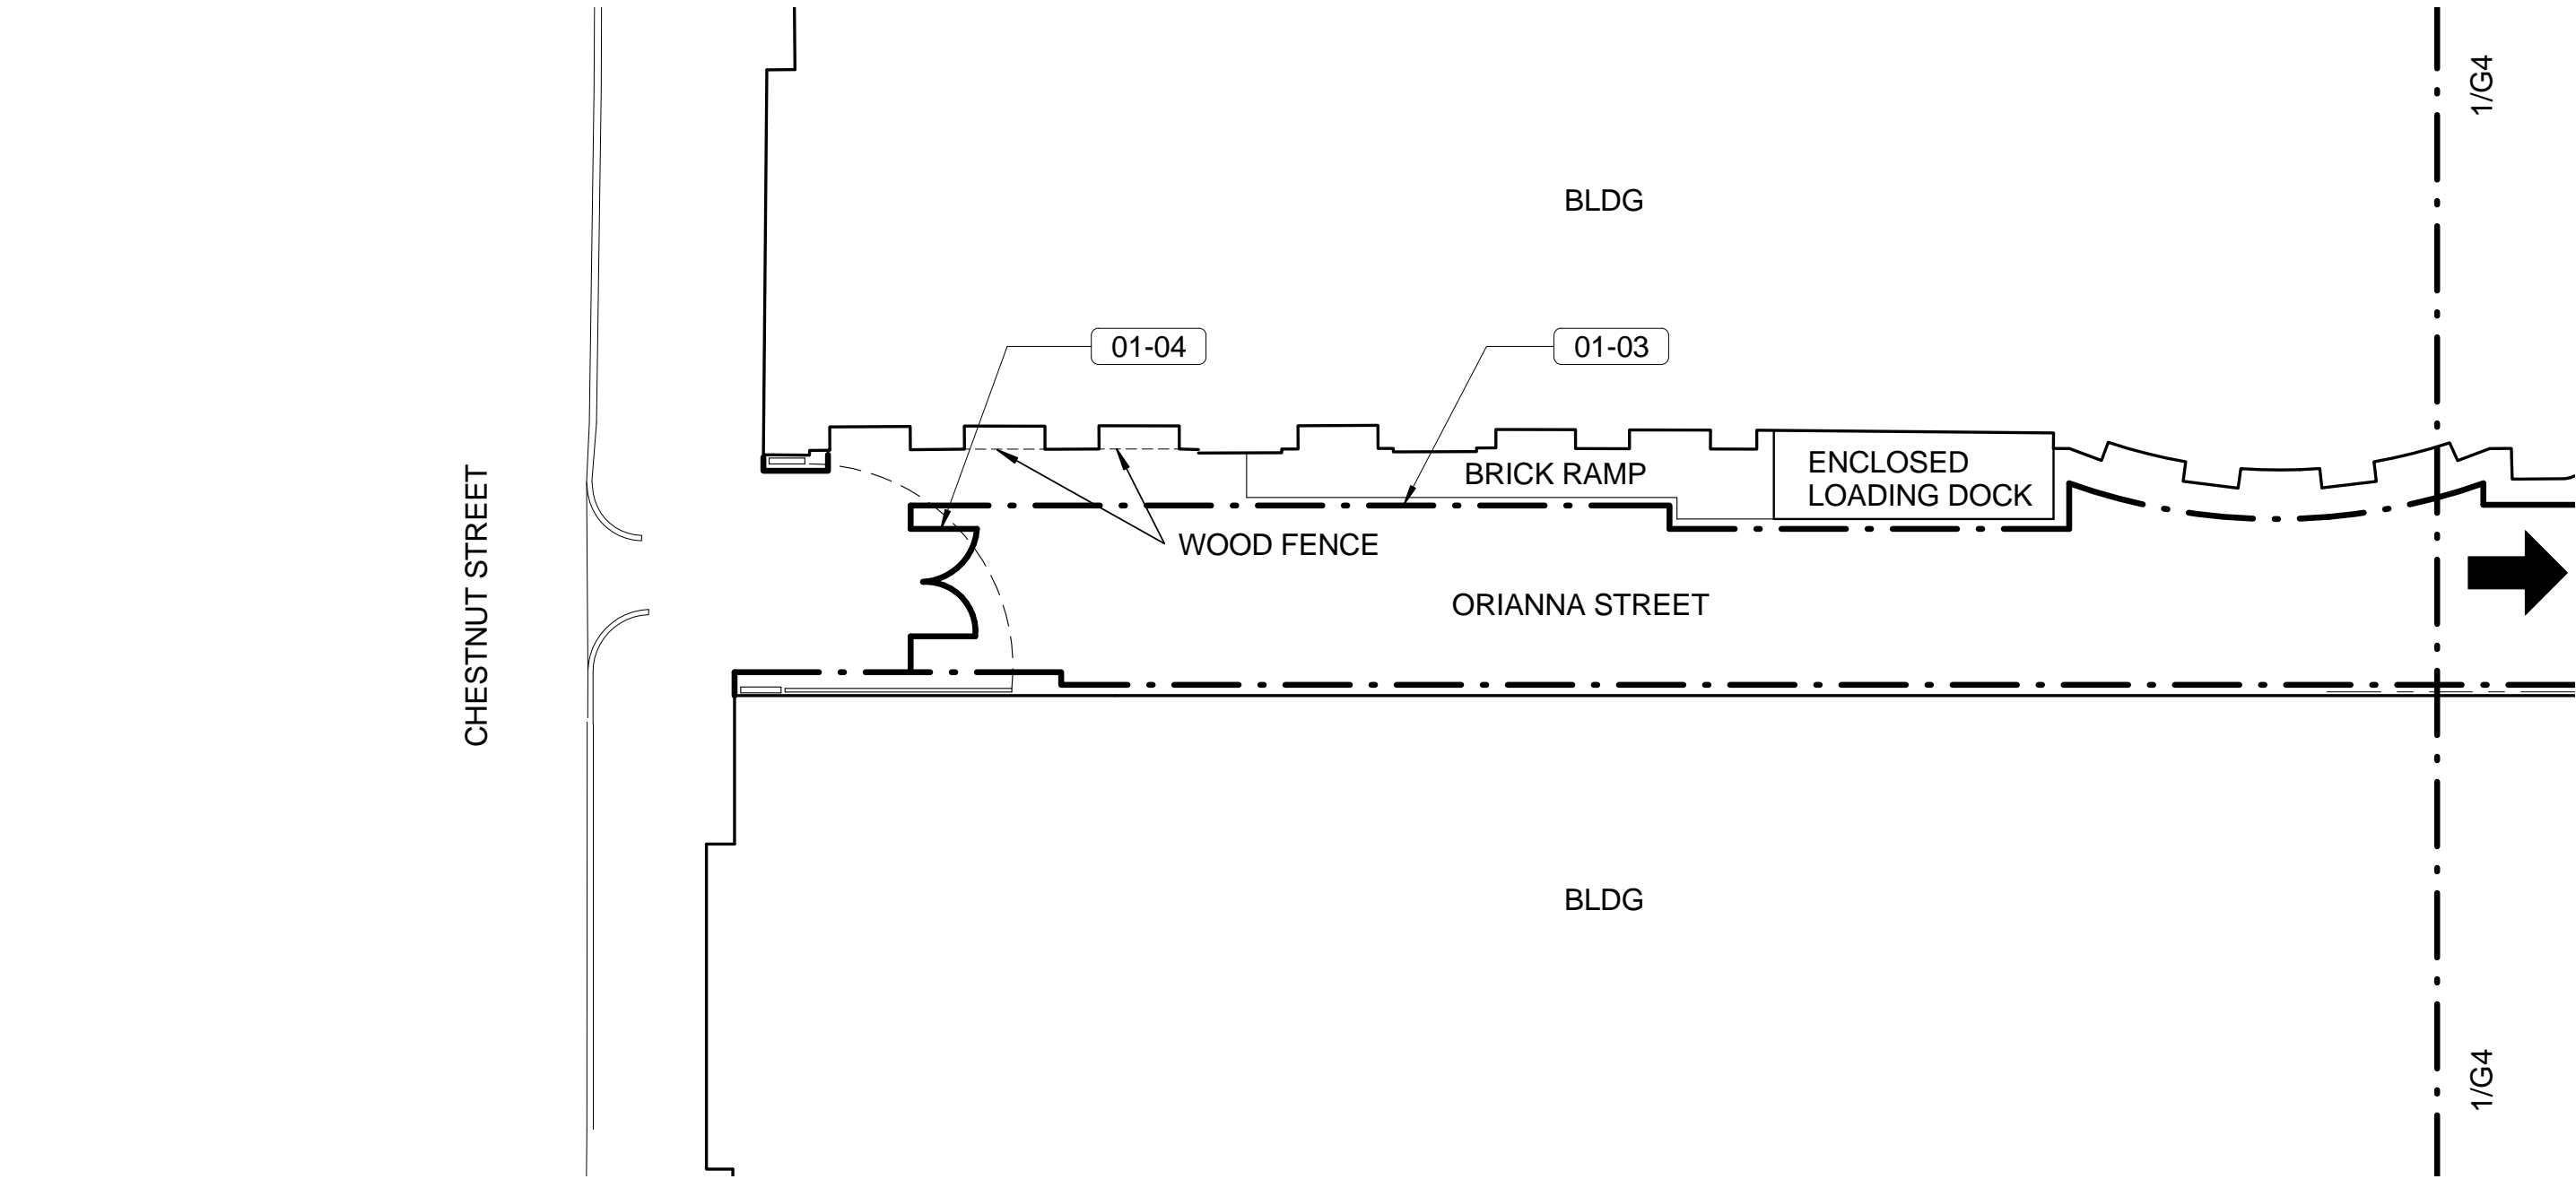 1/G4
BLDG
01-04
01-03
BRICK RAMP
ENCLOSED
LOADING DOCK
WOOD FENCE
ORIANNA STREET
CHESTNUT STREET
BLDG
1/G4